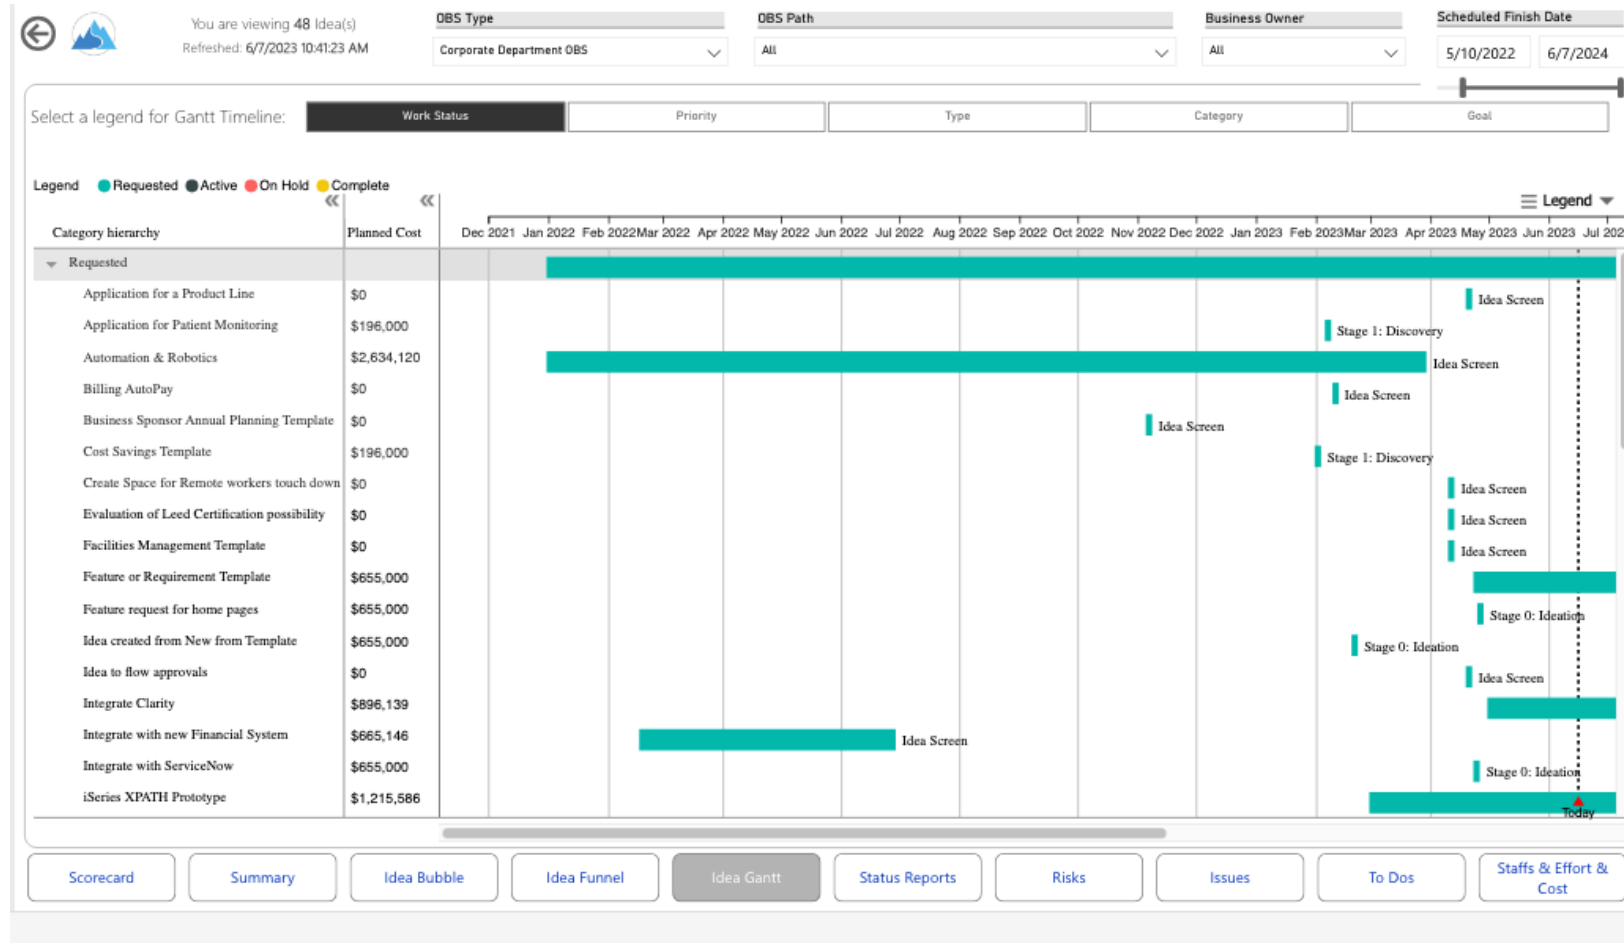 You are viewing 48 Idea(s)
Refreshed: 6/7/2023 10:41:23 AM
OBS Type
Corporate Department OBS
OBS Path
All
Business Owner
All
Scheduled Finish Date
5/10/2022 6/7/2024
Select a legend for Gantt Timeline:
Work Status Priority Type Category Goal
Legend Requested Active On Hold Complete
Legend
Category hierarchy Planned Cost Dec 2021 Jan 2022 Feb 2022 Mar 2022 Apr 2022 May 2022 Jun 2022 Jul 2022 Aug 2022 Sep 2022 Oct 2022 Nov 2022 Dec 2022 Jan 2023 Feb 2023 Mar 2023 Apr 2023 May 2023 Jun 2023 Jul 202
Requested
Application for a Product Line $0 Idea Screen
Application for Patient Monitoring $196,000 Stage 1: Discovery
Automation & Robotics $2,634,120 Idea Screen
Billing AutoPay $0 Idea Screen
Business Sponsor Annual Planning Template $0 Idea Screen
Cost Savings Template $196,000 Stage 1: Discovery
Create Space for Remote workers touch down $0 Idea Screen
Evaluation of Leed Certification possibility $0 Idea Screen
Facilities Management Template $0 Idea Screen
Feature or Requirement Template $655,000
Feature request for home pages $655,000 Stage 0: Ideation
Idea created from New from Template $655,000 Stage 0: Ideation
Idea to flow approvals $0 Idea Screen
Integrate Clarity $896,139
Integrate with new Financial System $665,146 Idea Screen
Integrate with ServiceNow $655,000 Stage 0: Ideation
iSeries XPATH Prototype $1,215,586
Today
Scorecard Summary Idea Bubble Idea Funnel Idea Gantt Status Reports Risks Issues To Dos Staffs & Effort &
Cost